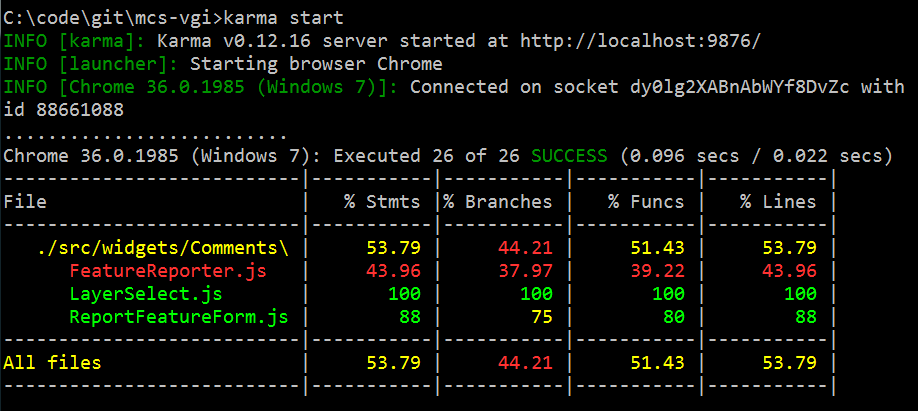 C:\code\git\mcs-vgi>karma start
INFO [karma]: Karma v0.12.16 server started at http://localhost:9876/
INFO [launcher]: Starting browser Chrome
INFO [Chrome 36.0.1985 (Windows 7)]: Connected on socket dy0lg2XABnAbWYf8DvZc with
id 88661088
..........................
Chrome 36.0.1985 (Windows 7): Executed 26 of 26 SUCCESS (0.096 secs / 0.022 secs)
---------------------------|-----------|-----------|-----------|-----------|
File                       |   % Stmts |% Branches |   % Funcs |   % Lines |
---------------------------|-----------|-----------|-----------|-----------|
   ./src/widgets/Comments\ |     53.79 |     44.21 |     51.43 |     53.79 |
      FeatureReporter.js   |     43.96 |     37.97 |     39.22 |     43.96 |
      LayerSelect.js       |       100 |       100 |       100 |       100 |
      ReportFeatureForm.js |        88 |        75 |        80 |        88 |
---------------------------|-----------|-----------|-----------|-----------|
All files                  |     53.79 |     44.21 |     51.43 |     53.79 |
---------------------------|-----------|-----------|-----------|-----------|